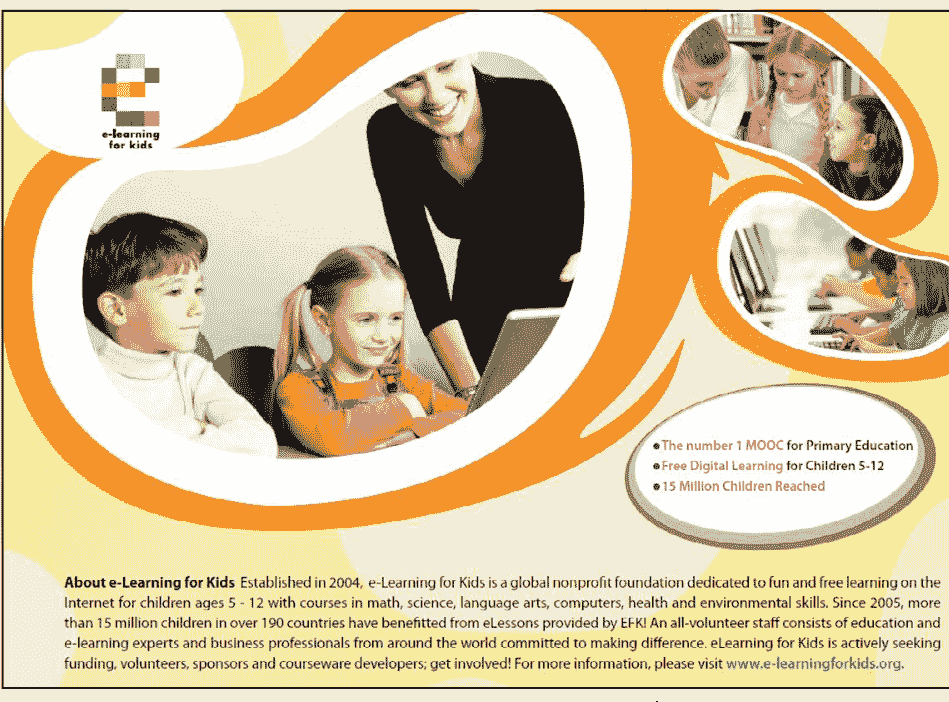 e-learning
for kids
The number 1 MOOC for Primary Education
Free Digital Learning for Children 5-12
15 Million Children Reached
About e-Learning for Kids Established in 2004, e-Learning for Kids is a global nonprofit foundation dedicated to fun and free learning on the
Internet for children ages 5 - 12 with courses in math, science, language arts, computers, health and environmental skills. Since 2005, more
than 15 million children in over 190 countries have benefitted from eLessons provided by EFK! An all-volunteer staff consists of education and
e-learning experts and business professionals from around the world committed to making difference. eLearning for Kids is actively seeking
funding, volunteers, sponsors and courseware developers; get involved! For more information, please visit www.e-learningforkids.org.